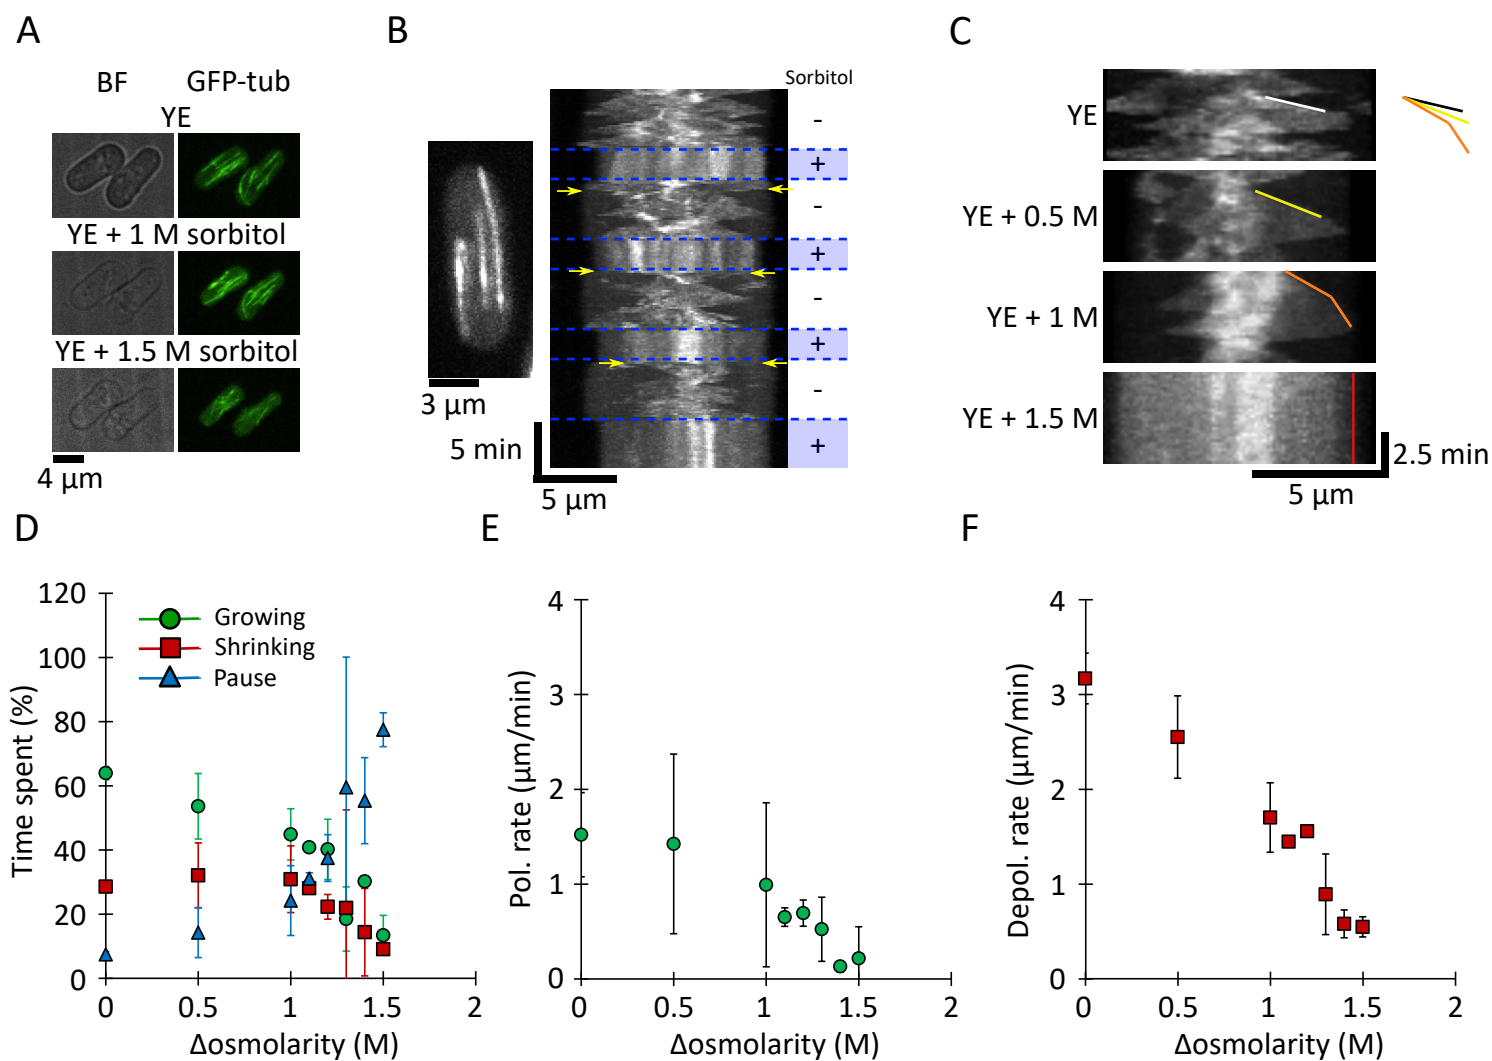 A
BF
GFP-tub
YE
YE + 1 M sorbitol
YE + 1.5 M sorbitol
4 µm
B
Sorbitol
-
+
-
+
-
+
-
+
3 µm
5 min
5 µm
C
YE
YE + 0.5 M
YE + 1 M
YE + 1.5 M
2.5 min
5 µm
D
Time spent (%)
120
100
80
60
40
20
0
Growing
Shrinking
Pause
0
0.5
1
1.5
2
Δosmolarity (M)
E
Pol. rate (µm/min)
4
3
2
1
0
0
0.5
1
1.5
2
Δosmolarity (M)
F
Depol. rate (µm/min)
4
3
2
1
0
0
0.5
1
1.5
2
Δosmolarity (M)